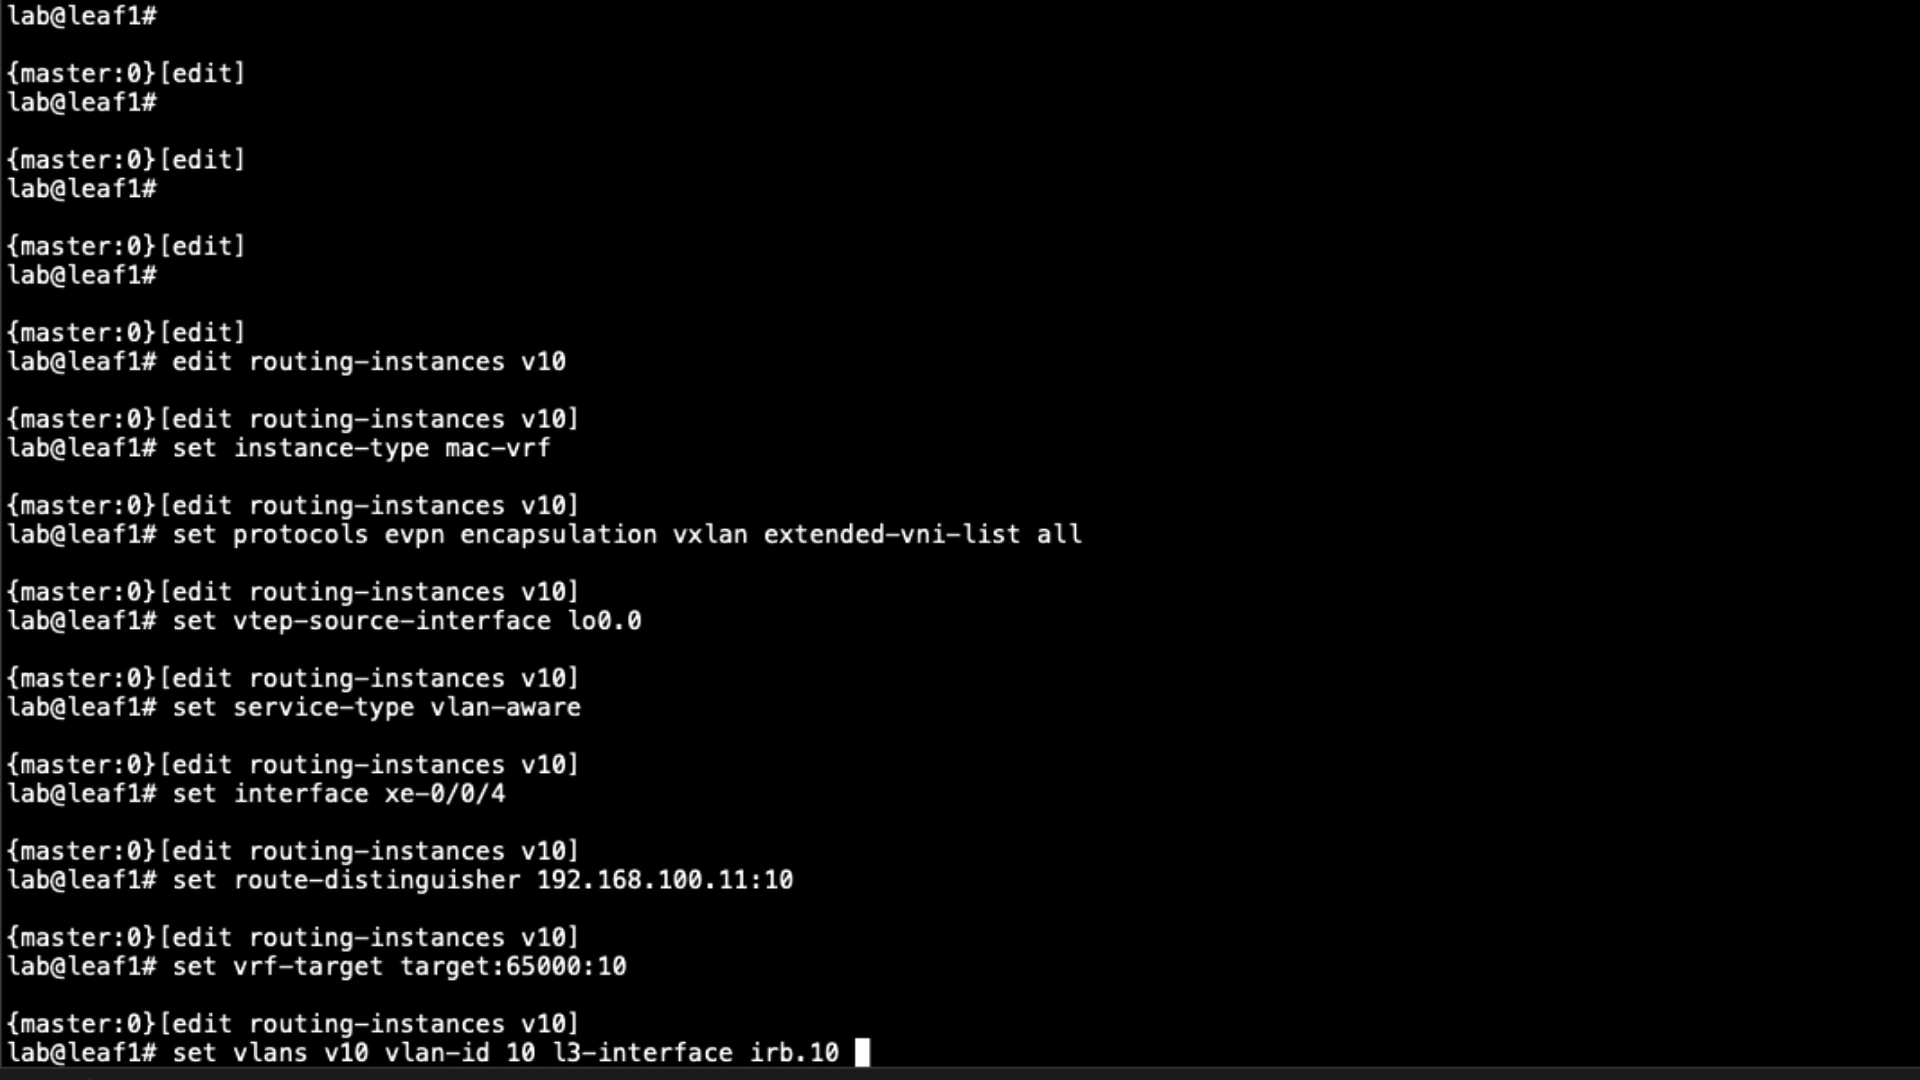 lab@leaf1#
{master:0}[edit]
lab@leaf1#
{master:0}[edit]
lab@leaf1#
{master:0}[edit]
lab@leaf1#
{master:0}[edit]
lab@leaf1# edit routing-instances v10
{master:0}[edit routing-instances v10]
lab@leaf1# set instance-type mac-vrf
{master:0}[edit routing-instances v10]
lab@leaf1# set protocols evpn encapsulation vxlan extended-vni-list all
{master:0}[edit routing-instances v10]
lab@leaf1# set vtep-source-interface lo0.0
{master:0}[edit routing-instances v10]
lab@leaf1# set service-type vlan-aware
{master:0}[edit routing-instances v10]
lab@leaf1# set interface xe-0/0/4
{master:0}[edit routing-instances v10]
lab@leaf1# set route-distinguisher 192.168.100.11:10
{master:0}[edit routing-instances v10]
lab@leaf1# set vrf-target target:65000:10
{master:0}[edit routing-instances v10]
lab@leaf1# set vlans v10 vlan-id 10 l3-interface irb.10